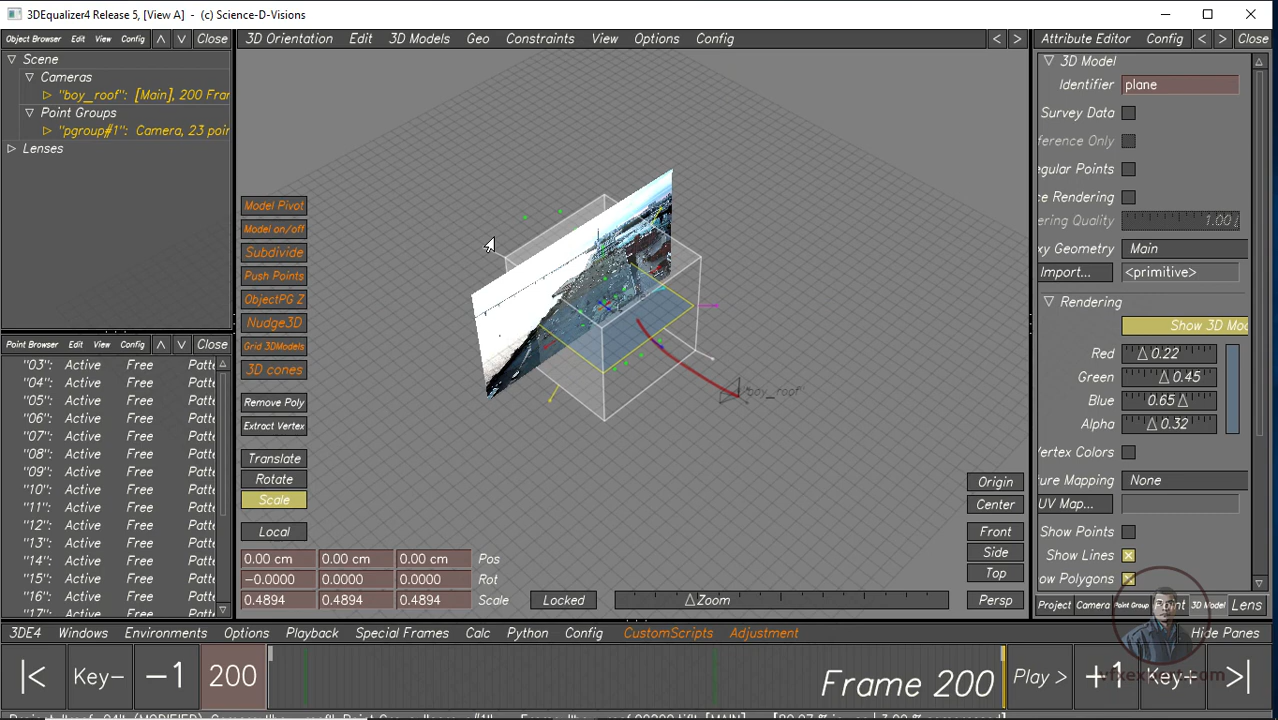 3DEqualizer4 Release 5, [View A] - (c) Science-D-Visions
Object Browser Edit View Config Close
Scene
Cameras
"boy_roof": [Main], 200 Fra
Point Groups
"pgroup#1": Camera, 23 poin
Lenses
Point Browser Edit View Config Close
"03": Active Free Patte
"04": Active Free Patte
"05": Active Free Patte
"06": Active Free Patte
"07": Active Free Patte
"08": Active Free Patte
"09": Active Free Patte
"10": Active Free Patte
"11": Active Free Patte
"12": Active Free Patte
"13": Active Free Patte
"14": Active Free Patte
"15": Active Free Patte
"16": Active Free Patte
"17": Active Free Patte
3D Orientation Edit 3D Models Geo Constraints View Options Config < >
Model Pivot
Model on/off
Subdivide
Push Points
ObjectPG Z
Nudge3D
Grid 3DModels
3D cones
Remove Poly
Extract Vertex
Translate
Rotate
Scale
Local
boy_roof
0.00 cm 0.00 cm 0.00 cm Pos
-0.0000 0.0000 0.0000 Rot
0.4894 0.4894 0.4894 Scale
Locked
Zoom
Origin
Center
Front
Side
Top
Persp
Attribute Editor Config < > Close
3D Model
Identifier plane
Survey Data
ference Only
egular Points
ce Rendering
ering Quality 1.00
xy Geometry Main
Import... <primitive>
Rendering
Show 3D Mod
Red 0.22
Green 0.45
Blue 0.65
Alpha 0.32
Vertex Colors
ure Mapping None
UV Map...
Show Points
Show Lines
ow Polygons
Project Camera Point Group Point 3D Model Lens
3DE4 Windows Environments Options Playback Special Frames Calc Python Config CustomScripts Adjustment Hide Panes
|< Key- -1 200 Frame 200 Play > +1 Key+ >|
vfxexpert.com